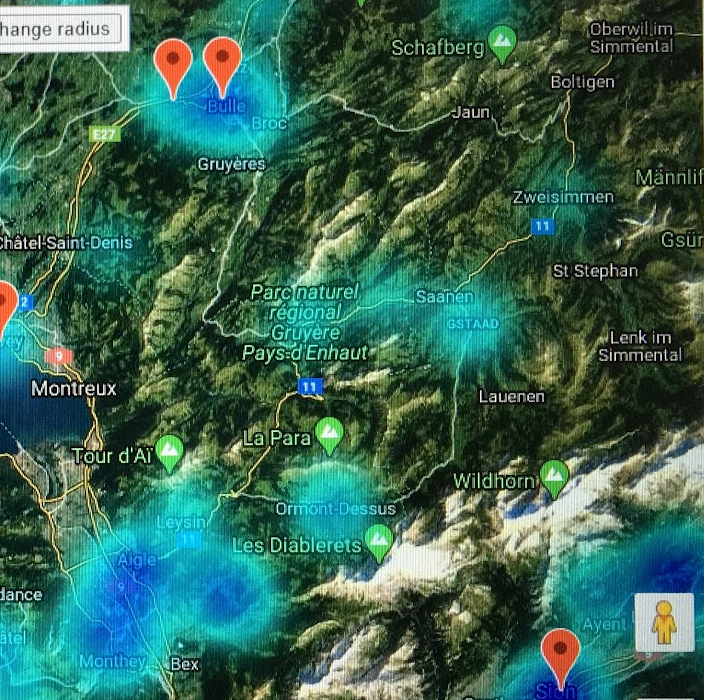 hange radius
Schafberg
Oberwil im
Simmental
Boltigen
Bulle
Broc
Jaun
E27
Gruyères
Männlif
Zweisimmen
11
Gsür
Châtel-Saint-Denis
St Stephan
Parc naturel
régional
Gruyère
Pays-d'Enhaut
Saanen
GSTAAD
2
Lenk im
Simmental
9
Montreux
11
Lauenen
La Para
Tour d'Aï
Wildhorn
Ormont-Dessus
Leysin
11
Les Diablerets
Aigle
9
dance
Ayent
âtel
Monthey
Bex
Sion